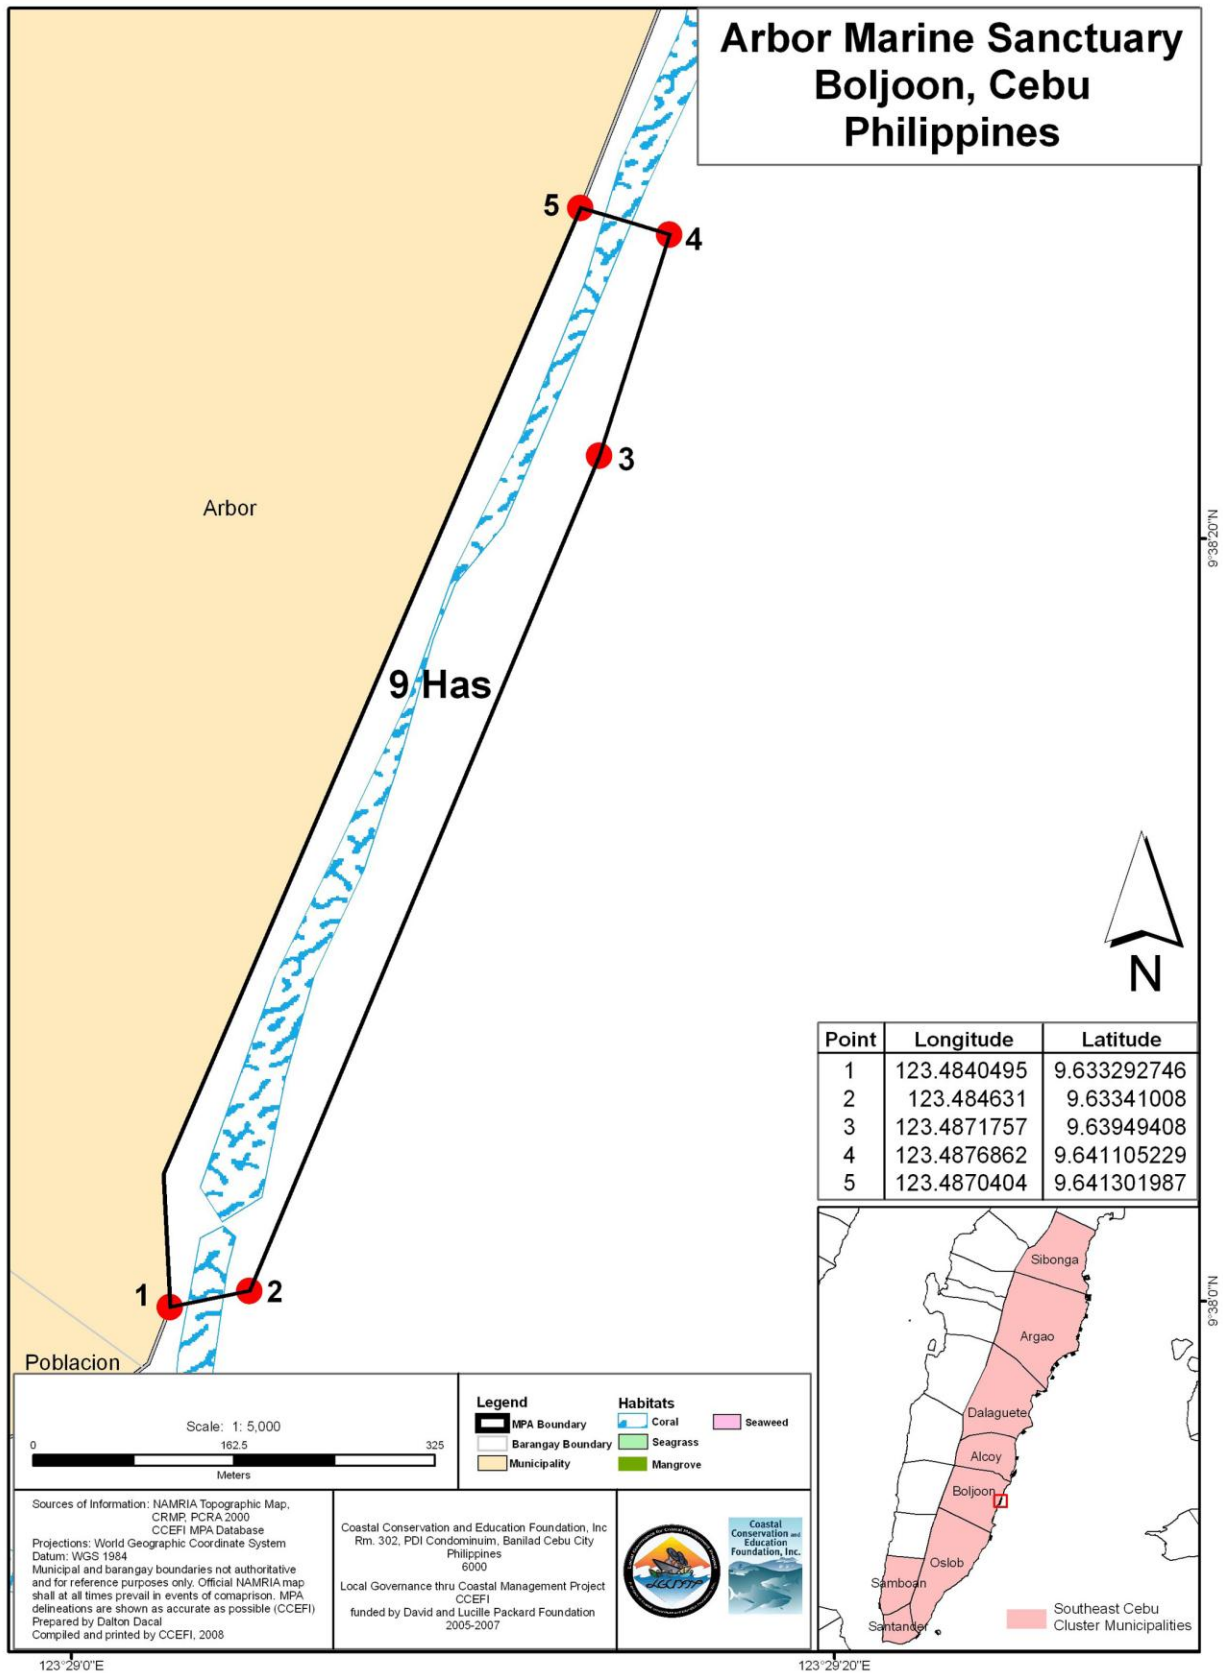 Arbor Marine Sanctuary
Boljoon, Cebu
Philippines
5
4
3
Arbor
9°38'20"N
9 Has
N
Point Longitude Latitude
1 123.4840495 9.633292746
2 123.484631 9.63341008
3 123.4871757 9.63949408
4 123.4876862 9.641105229
5 123.4870404 9.641301987
1
2
Poblacion
9°38'0"N
Sibonga
Argao
Dalaguete
Alcoy
Boljoon
Oslob
Samboan
Santander
Southeast Cebu
Cluster Municipalities
Scale: 1: 5,000
0 162.5 325
Meters
Legend
MPA Boundary
Barangay Boundary
Municipality
Habitats
Coral
Seagrass
Mangrove
Seaweed
Sources of Information: NAMRIA Topographic Map,
CRMP, PCRA 2000
CCEFI MPA Database
Projections: World Geographic Coordinate System
Datum: WGS 1984
Municipal and barangay boundaries not authoritative
and for reference purposes only. Official NAMRIA map
shall at all times prevail in events of comaprison. MPA
delineations are shown as accurate as possible (CCEFI)
Prepared by Dalton Dacal
Compiled and printed by CCEFI, 2008
Coastal Conservation and Education Foundation, Inc
Rm. 302, PDI Condominuim, Banilad Cebu City
Philippines
6000
Local Governance thru Coastal Management Project
CCEFI
funded by David and Lucille Packard Foundation
2005-2007
LGCMP
Coastal
Conservation and
Education
Foundation, Inc.
123°29'0"E
123°29'20"E